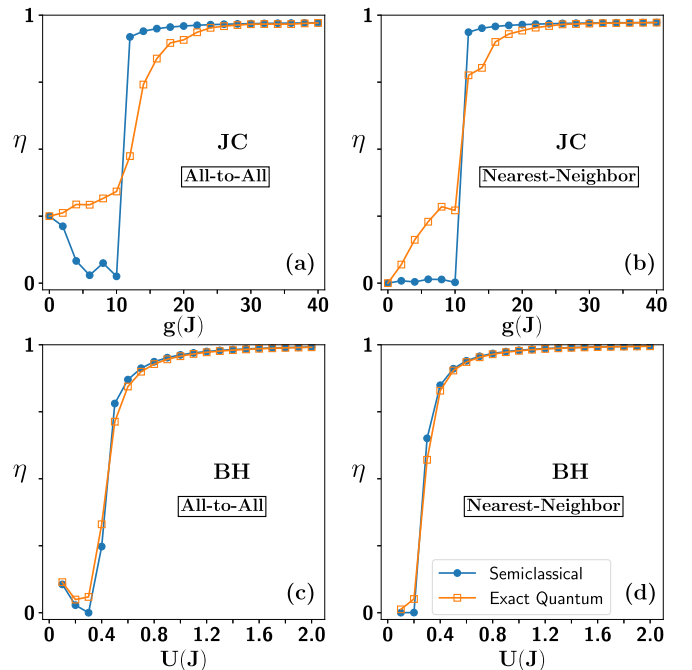 1
η
0
JC
All-to-All
(a)
0 10 20 30 40
g(J)
1
η
0
JC
Nearest-Neighbor
(b)
0 10 20 30 40
g(J)
1
η
0
BH
All-to-All
(c)
0 0.4 0.8 1.2 1.6 2.0
U(J)
1
η
0
BH
Nearest-Neighbor
Semiclassical
Exact Quantum
(d)
0 0.4 0.8 1.2 1.6 2.0
U(J)